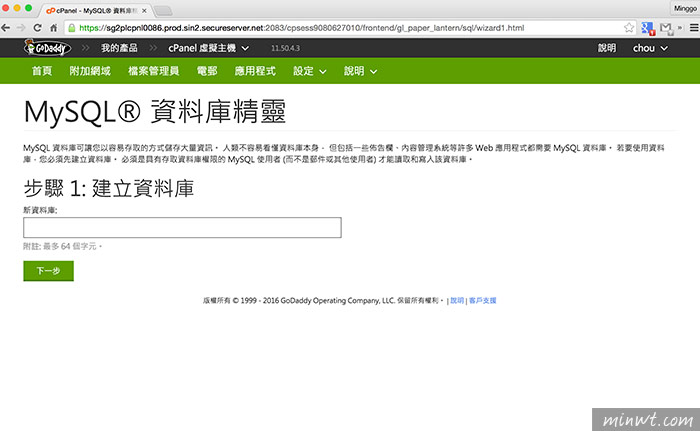 cPanel - MySQL® 資料庫精
Minggo
https://sg2plcpnl0086.prod.sin2.secureserver.net:2083/cpsess9080627010/frontend/gl_paper_lantern/sql/wizard1.html
GoDaddy 我的產品 cPanel 虛擬主機 11.50.4.3 說明 chou
首頁 附加網域 檔案管理員 電郵 應用程式 設定 說明
MySQL® 資料庫精靈
MySQL 資料庫可讓您以容易存取的方式儲存大量資訊。 人類不容易看懂資料庫本身, 但包括一些佈告欄、內容管理系統等許多 Web 應用程式都需要 MySQL 資料庫。 若要使用資料
庫,您必須先建立資料庫。 必須是具有存取資料庫權限的 MySQL 使用者 (而不是郵件或其他使用者) 才能讀取和寫入該資料庫。
步驟 1: 建立資料庫
新資料庫:
附註: 最多 64 個字元。
下一步
版權所有 © 1999 - 2016 GoDaddy Operating Company, LLC. 保留所有權利。 | 說明 | 客戶支援
minwt.com